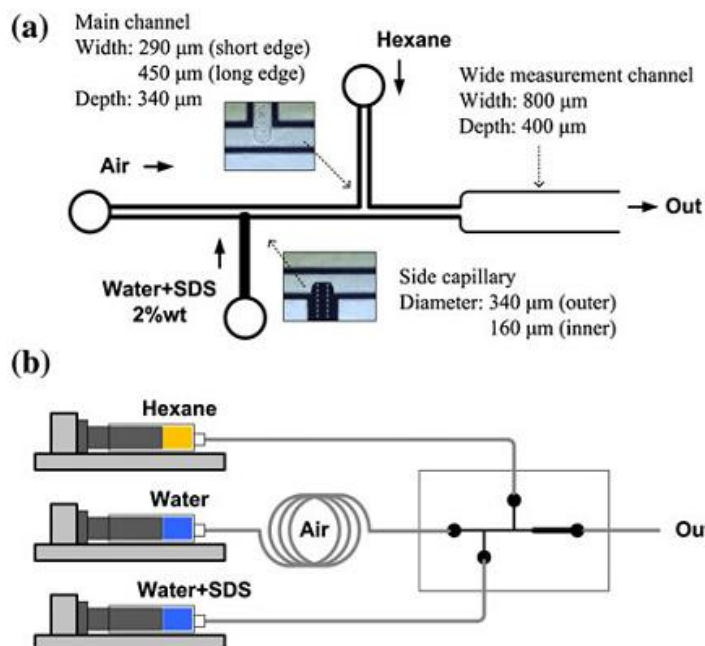 (a)
Main channel
Width: 290 μm (short edge)
450 μm (long edge)
Depth: 340 μm
Hexane
Wide measurement channel
Width: 800 μm
Depth: 400 μm
Air
Out
Water+SDS
2%wt
Side capillary
Diameter: 340 μm (outer)
160 μm (inner)
(b)
Hexane
Water
Air
Out
Water+SDS